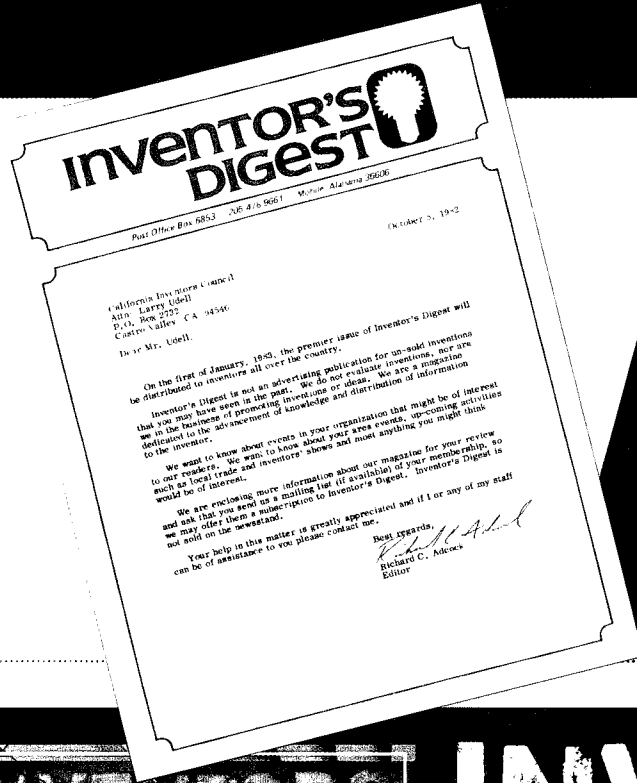 INVENTOR'S
DIGEST
Post Office Box 6853 205 476 9661 Mobile, Alabama 36606
October 5, 1982
California Inventors Council
Attn: Larry Udell
P.O. Box 2732
Castro Valley, CA 94546
Dear Mr. Udell,
On the first of January, 1983, the premier issue of Inventor's Digest will
be distributed to inventors all over the country.
Inventor's Digest is not an advertising publication for un-sold inventions
that you may have seen in the past. We do not evaluate inventions, nor are
we in the business of promoting inventions or ideas. We are a magazine
dedicated to the advancement of knowledge and distribution of information
to the inventor.
We want to know about events in your organization that might be of interest
to our readers. We want to know about your area events, up-coming activities
such as local trade and inventors' shows and most anything you might think
would be of interest.
We are enclosing more information about our magazine for your review
and ask that you send us a mailing list (if available) of your membership, so
we may offer them a subscription to Inventor's Digest. Inventor's Digest is
not sold on the newsstand.
Your help in this matter is greatly appreciated and if I or any of my staff
can be of assistance to you please contact me.
Best regards,
Richard C. Adcock
Richard C. Adcock
Editor